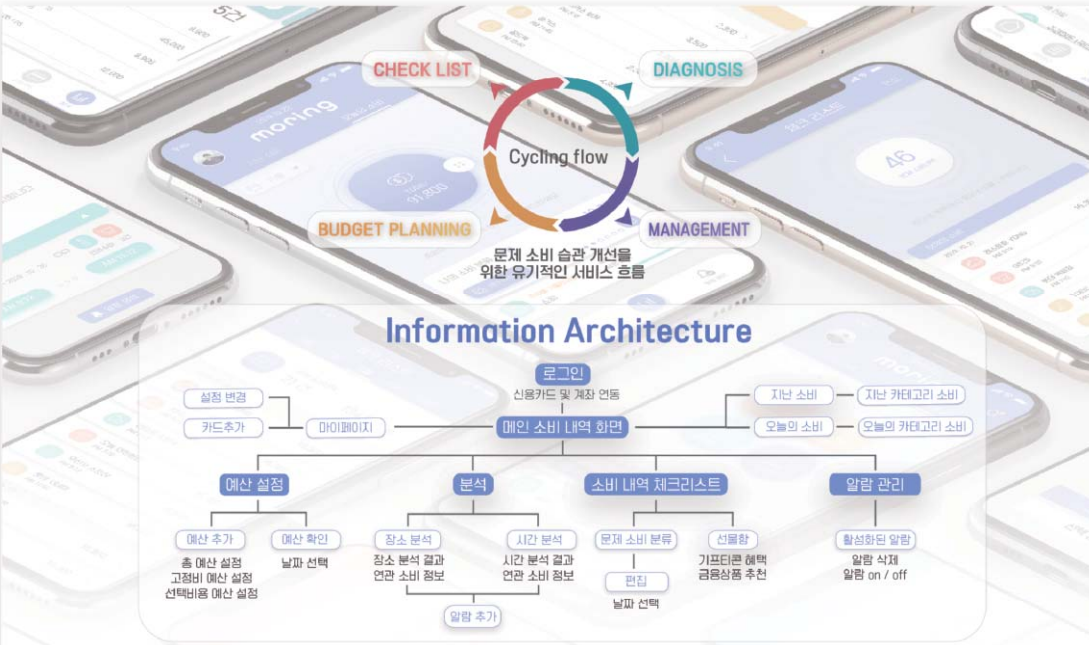 CHECK LIST
DIAGNOSIS
Cycling flow
BUDGET PLANNING
MANAGEMENT
문제 소비 습관 개선을
위한 유기적인 서비스 흐름
moning
91,800
체크 리스트
46
Information Architecture
로그인
신용카드 및 계좌 연동
설정 변경
카드추가
마이페이지
메인 소비 내역 화면
지난 소비
지난 카테고리 소비
오늘의 소비
오늘의 카테고리 소비
예산 설정
분석
소비 내역 체크리스트
알람 관리
예산 추가
총 예산 설정
고정비 예산 설정
선택비용 예산 설정
예산 확인
날짜 선택
장소 분석
장소 분석 결과
연관 소비 정보
시간 분석
시간 분석 결과
연관 소비 정보
알람 추가
문제 소비 분류
편집
날짜 선택
선물함
기프티콘 혜택
금융상품 추천
활성화된 알람
알람 삭제
알람 on / off